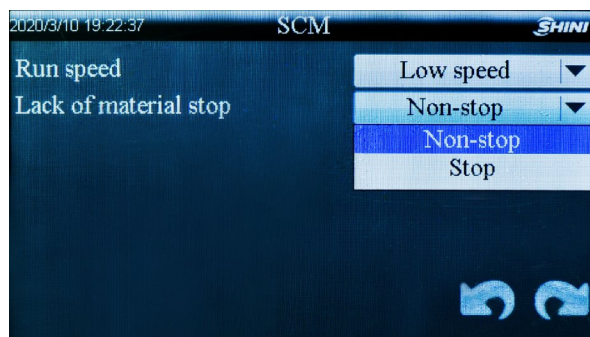 2020/3/10 19:22:37 SCM SHINI
Run speed Low speed
Lack of material stop Non-stop
Non-stop
Stop